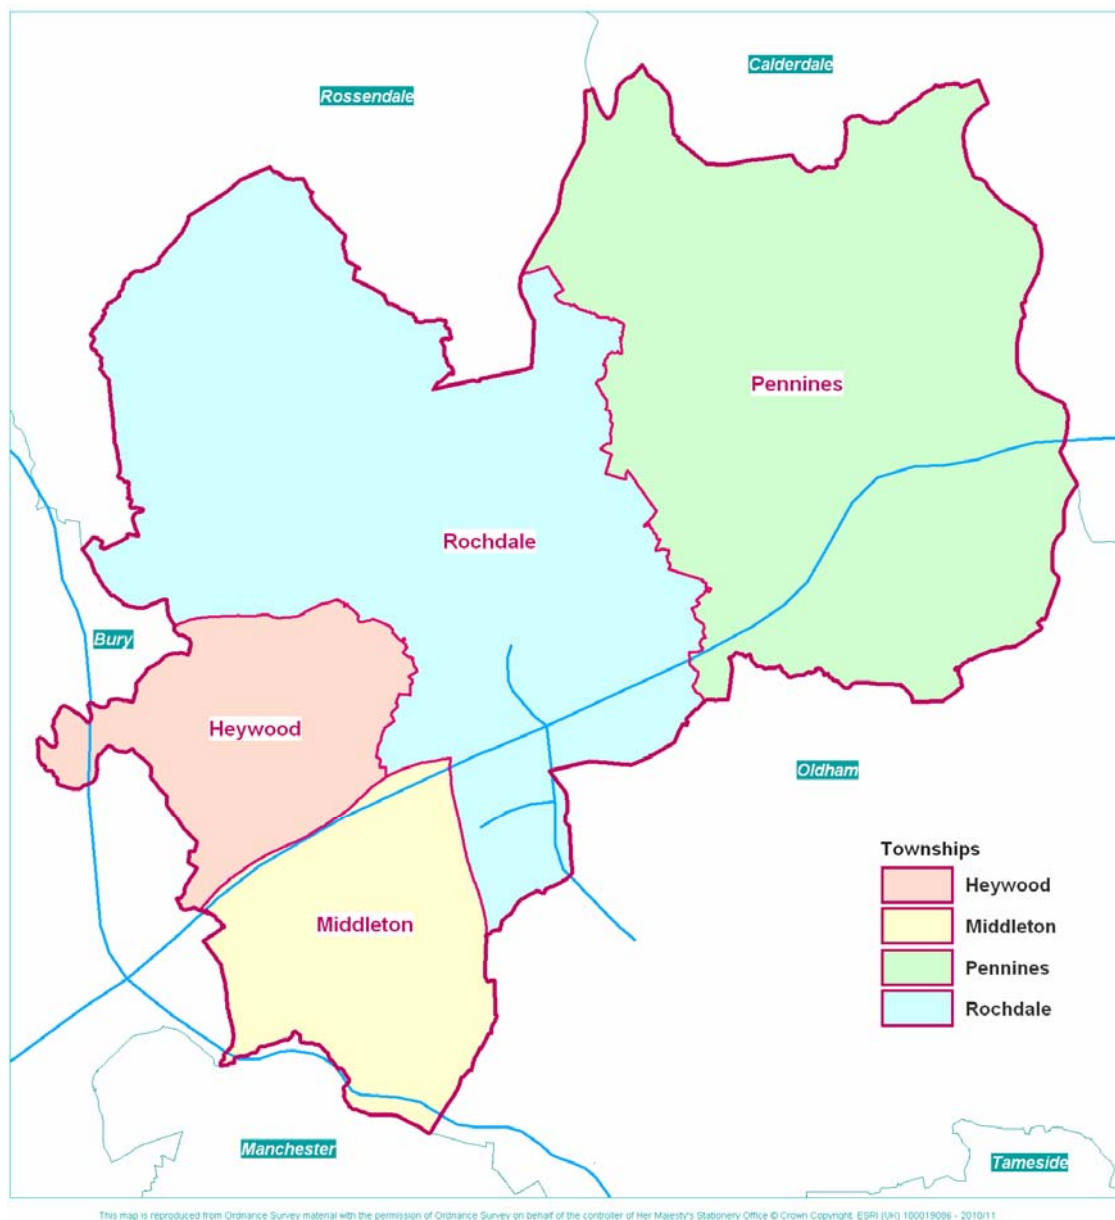 Calderdale
Rossendale
Pennines
Rochdale
Bury
Heywood
Oldham
Townships
Heywood
Middleton
Middleton
Pennines
Rochdale
Manchester
Tameside
This map is reproduced from Ordnance Survey material with the permission of Ordnance Survey on behalf of the controller of Her Majesty's Stationery Office © Crown Copyright. ESRI (UK) 100019086 - 2010/11